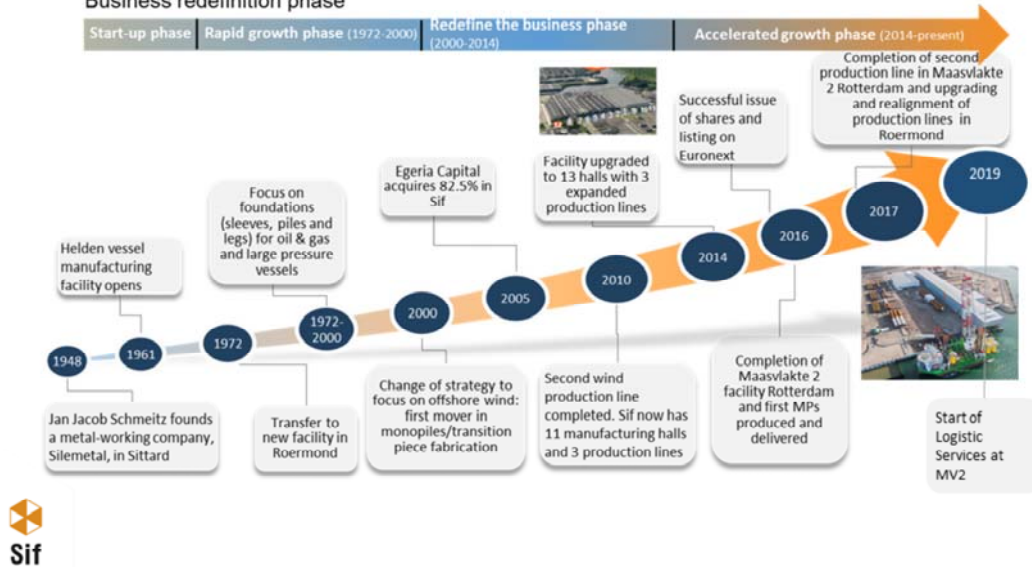 Business redefinition phase
Start-up phase
Rapid growth phase (1972-2000)
Redefine the business phase
(2000-2014)
Accelerated growth phase (2014-present)
Completion of second
production line in Maasvlakte
2 Rotterdam and upgrading
and realignment of
production lines in
Roermond
Successful issue
of shares and
listing on
Euronext
Facility upgraded
to 13 halls with 3
expanded
production lines
Egeria Capital
acquires 82.5% in
Sif
Focus on
foundations
(sleeves, piles and
legs) for oil & gas
and large pressure
vessels
Helden vessel
manufacturing
facility opens
1948
1961
1972
1972-
2000
2000
2005
2010
2014
2016
2017
2019
Jan Jacob Schmeitz founds
a metal-working company,
Silemetal, in Sittard
Transfer to
new facility in
Roermond
Change of strategy to
focus on offshore wind:
first mover in
monopiles/transition
piece fabrication
Second wind
production line
completed. Sif now has
11 manufacturing halls
and 3 production lines
Completion of
Maasvlakte 2
facility Rotterdam
and first MPs
produced and
delivered
Start of
Logistic
Services at
MV2
Sif